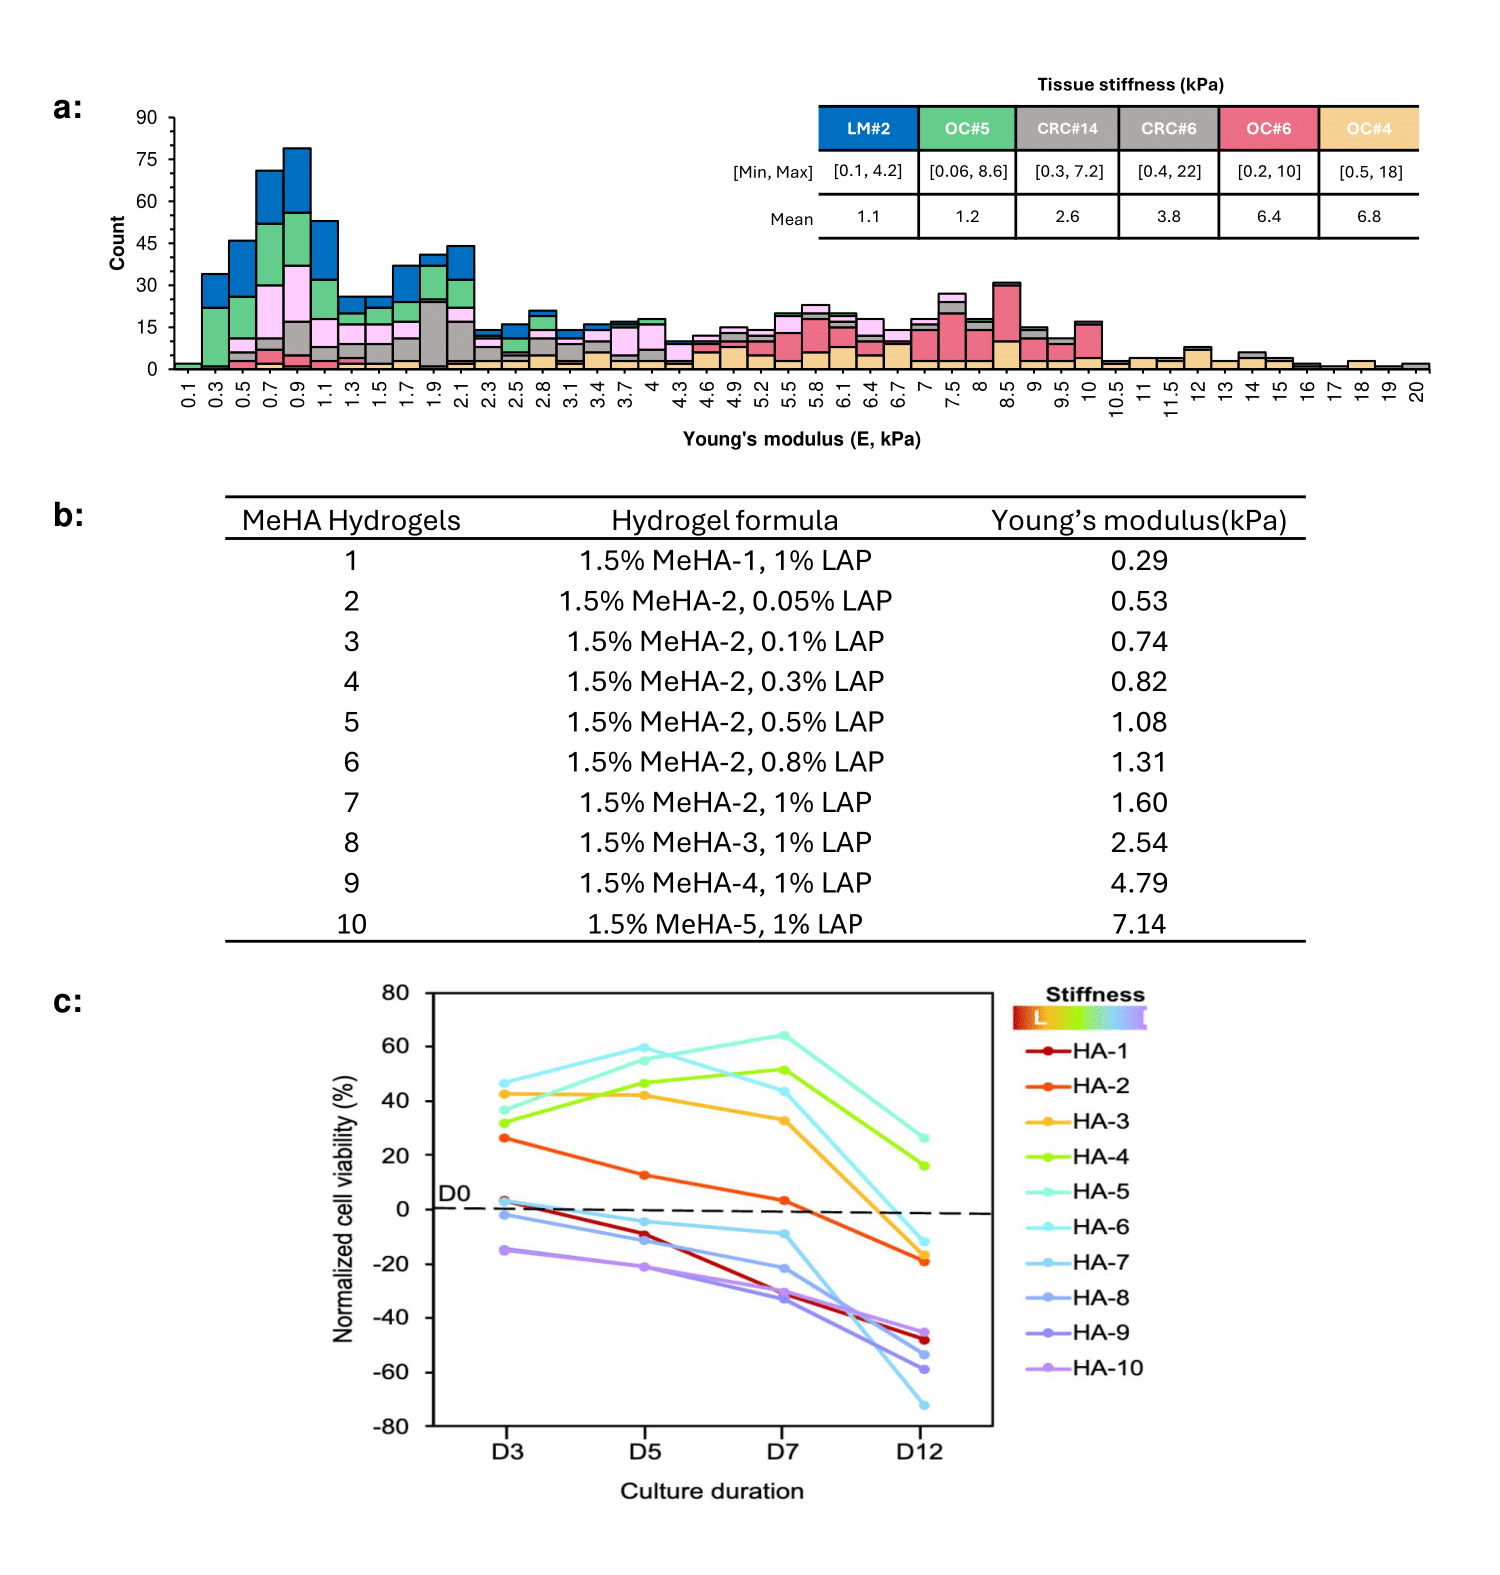 a:
Tissue stiffness (kPa)
LM#2 OC#5 CRC#14 CRC#6 OC#6 OC#4
[Min, Max] [0.1, 4.2] [0.06, 8.6] [0.3, 7.2] [0.4, 22] [0.2, 10] [0.5, 18]
Mean 1.1 1.2 2.6 3.8 6.4 6.8
Count
90
75
60
45
30
15
0
0.1 0.3 0.5 0.7 0.9 1.1 1.3 1.5 1.7 1.9 2.1 2.3 2.5 2.8 3.1 3.4 3.7 4 4.3 4.6 4.9 5.2 5.5 5.8 6.1 6.4 6.7 7 7.5 8 8.5 9 9.5 10 10.5 11 11.5 12 13 14 15 16 17 18 19 20
Young's modulus (E, kPa)
b:
MeHA Hydrogels Hydrogel formula Young’s modulus(kPa)
1 1.5% MeHA-1, 1% LAP 0.29
2 1.5% MeHA-2, 0.05% LAP 0.53
3 1.5% MeHA-2, 0.1% LAP 0.74
4 1.5% MeHA-2, 0.3% LAP 0.82
5 1.5% MeHA-2, 0.5% LAP 1.08
6 1.5% MeHA-2, 0.8% LAP 1.31
7 1.5% MeHA-2, 1% LAP 1.60
8 1.5% MeHA-3, 1% LAP 2.54
9 1.5% MeHA-4, 1% LAP 4.79
10 1.5% MeHA-5, 1% LAP 7.14
c:
Normalized cell viability (%)
80
60
40
20
0
-20
-40
-60
-80
D0
D3 D5 D7 D12
Culture duration
Stiffness
L
HA-1
HA-2
HA-3
HA-4
HA-5
HA-6
HA-7
HA-8
HA-9
HA-10